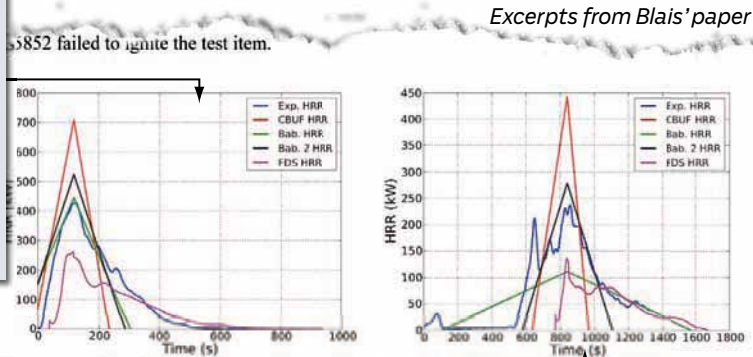 Excerpts from Blais' paper
s5852 failed to ignite the test item.
800
700
600
500
400
300
200
100
0
0 200 400 600 800 1000
Time (s)
Exp. HRR
CBUF HRR
Bab. HRR
Bab. 2 HRR
FDS HRR
450
400
350
300
250
200
150
100
50
0
HRR (kW)
0 200 400 600 800 1000 1200 1400 1600 1800
Time (s)
Exp. HRR
CBUF HRR
Bab. HRR
Bab. 2 HRR
FDS HRR